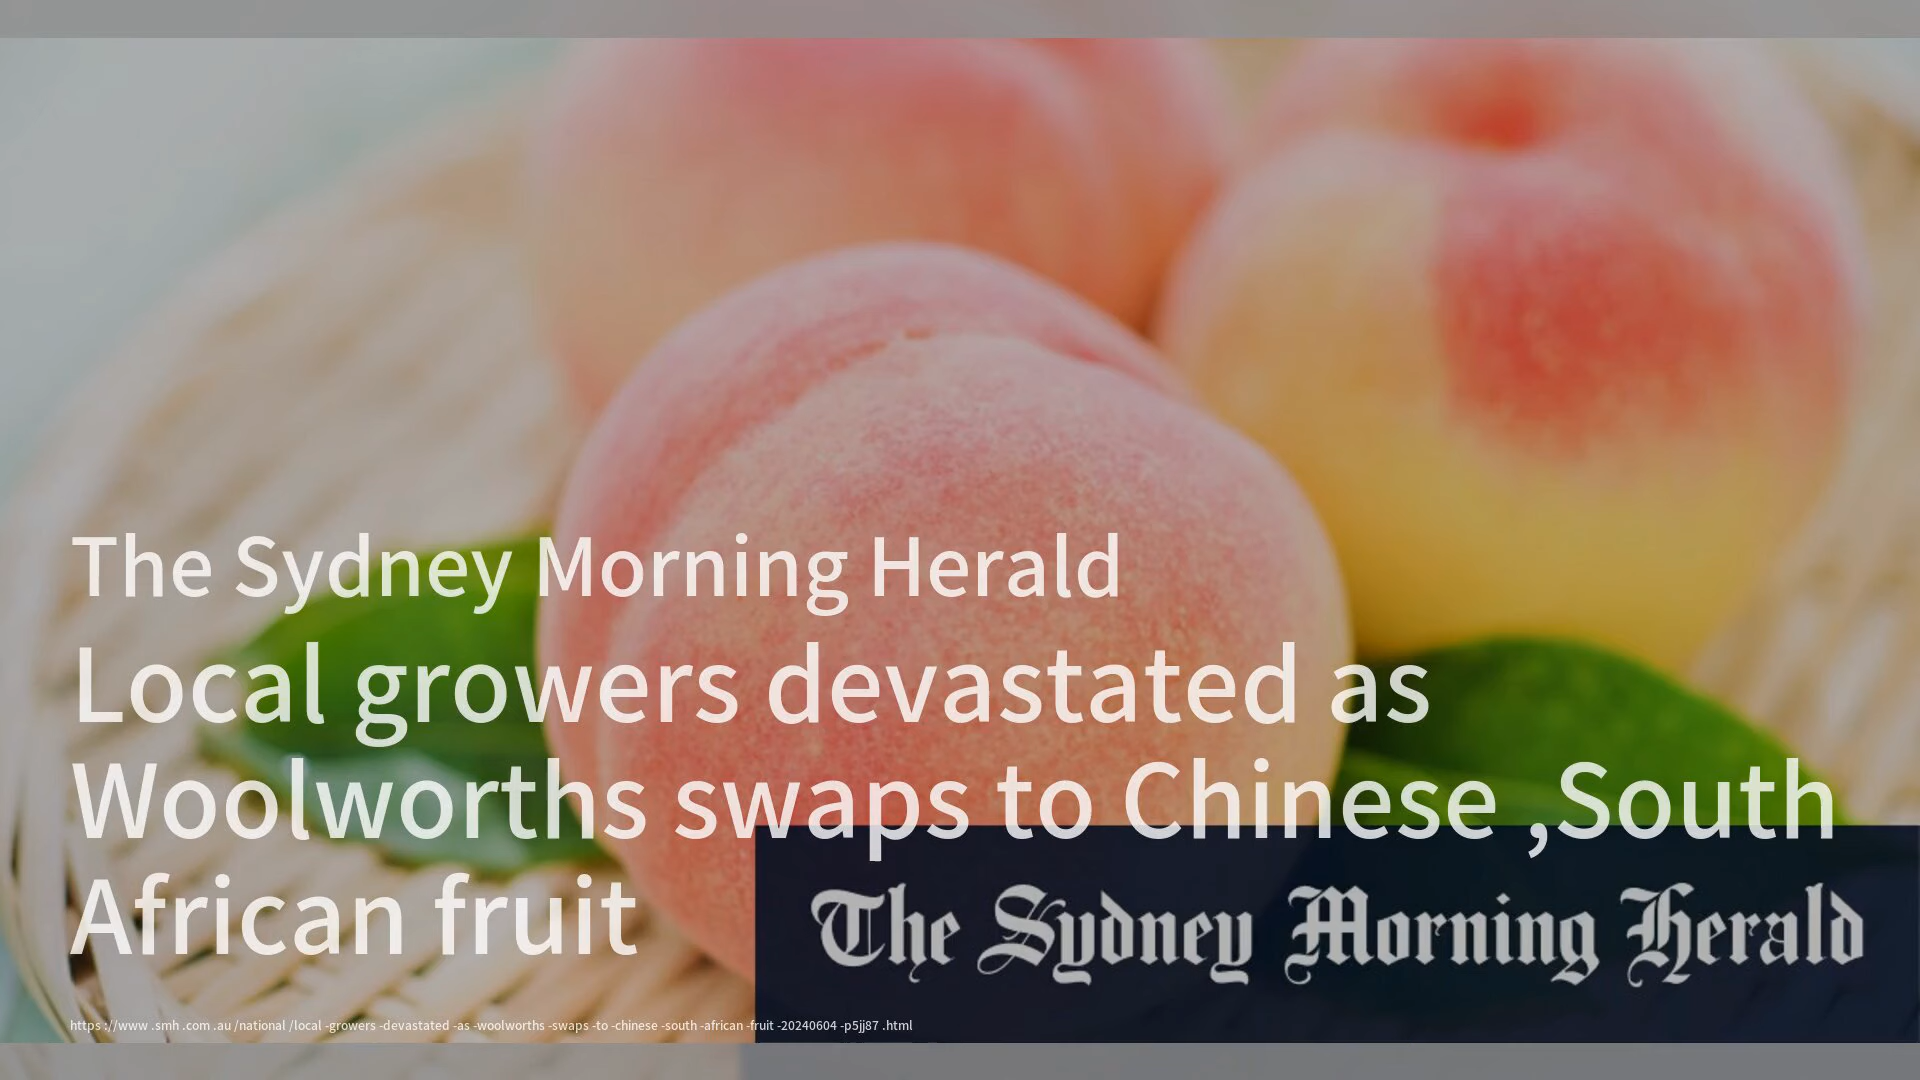 The Sydney Morning Herald
Local growers devastated as
Woolworths swaps to Chinese ,South
African fruit
The Sydney Morning Herald
https ://www .smh .com .au /national /local -growers -devastated -as -woolworths -swaps -to -chinese -south -african -fruit -20240604 -p5jj87 .html